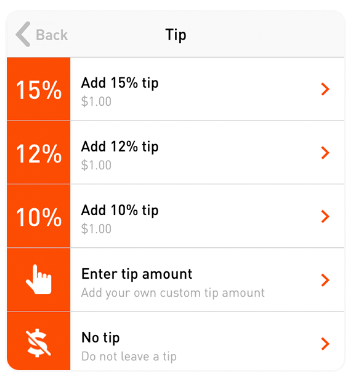 Back
Tip
15%
Add 15% tip
$1.00
12%
Add 12% tip
$1.00
10%
Add 10% tip
$1.00
Enter tip amount
Add your own custom tip amount
No tip
Do not leave a tip